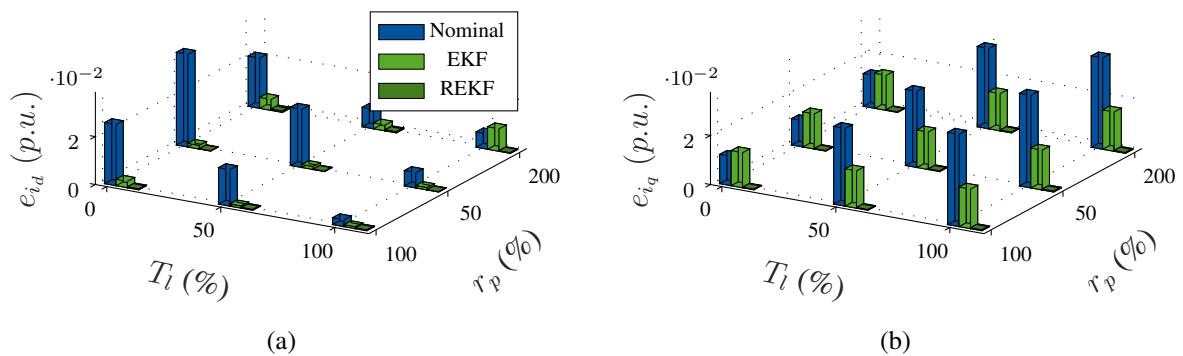 Nominal
EKF
REKF
·10⁻²
2
0
e_{i_d} (p.u.)
0
50
100
T_l (%)
100
50
200
r_p (%)
(a)
·10⁻²
2
0
e_{i_q} (p.u.)
0
50
100
T_l (%)
100
50
200
r_p (%)
(b)